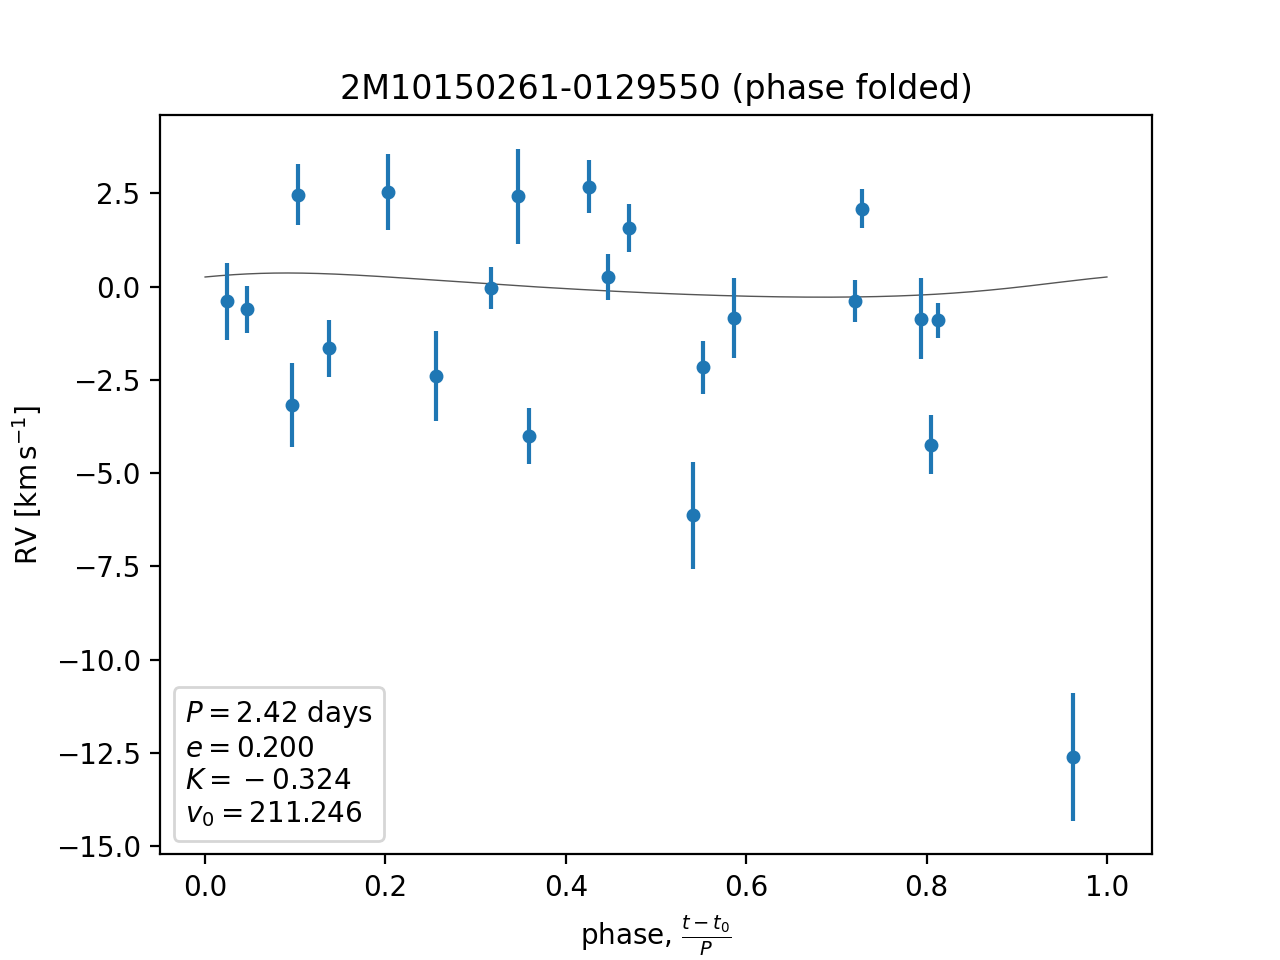 2M10150261-0129550 (phase folded)
RV [km s⁻¹]
2.5
0.0
−2.5
−5.0
−7.5
−10.0
−12.5
−15.0
P = 2.42 days
e = 0.200
K = −0.324
v₀ = 211.246
0.0 0.2 0.4 0.6 0.8 1.0
phase, (t − t₀)/P